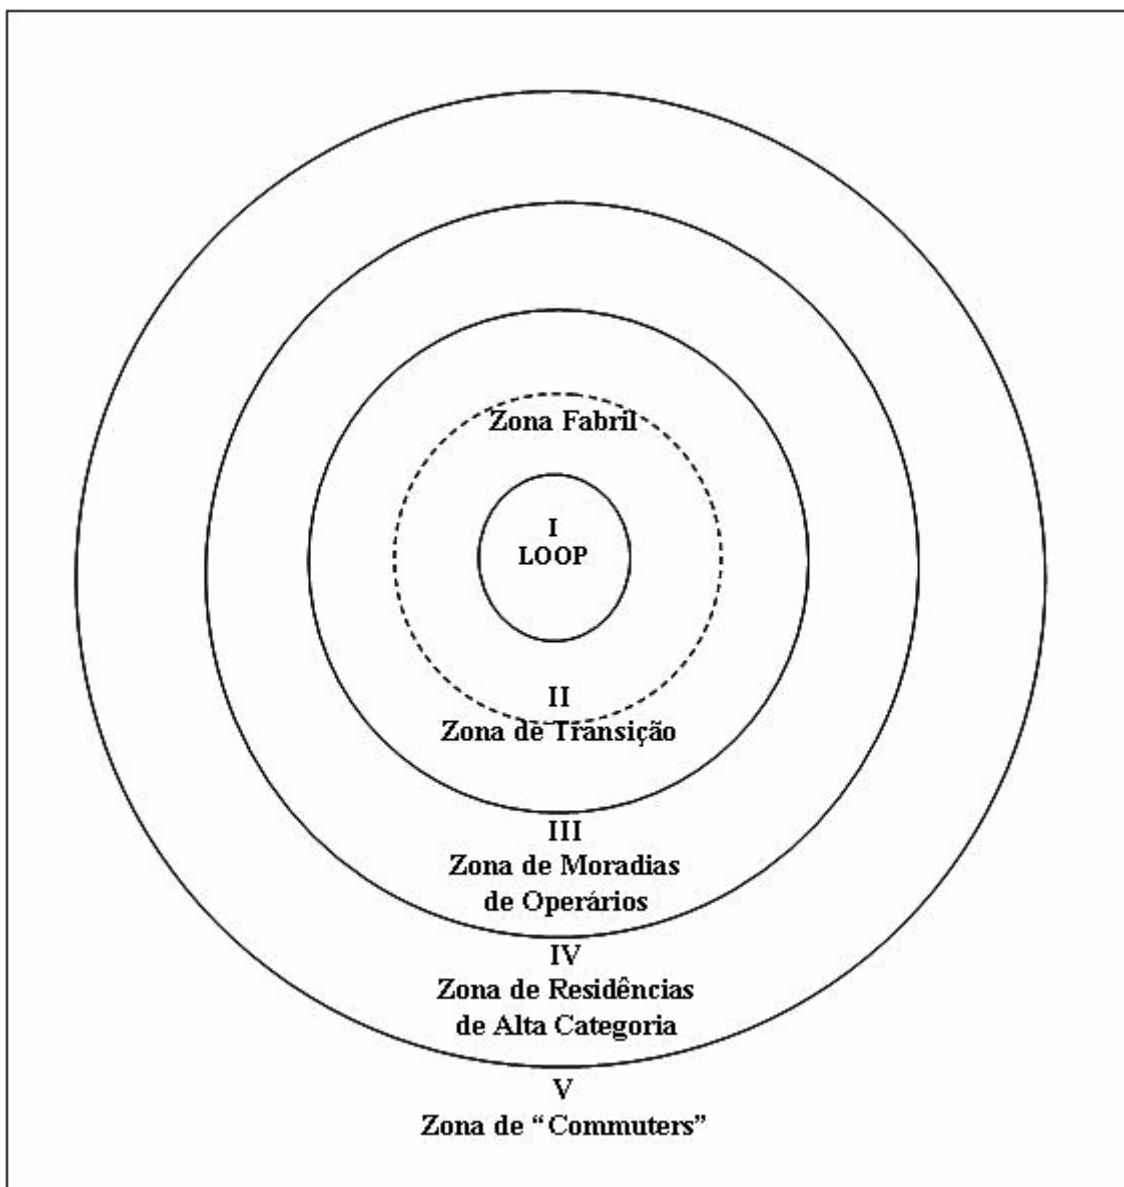 Zona Fabril
I
LOOP
II
Zona de Transição
III
Zona de Moradias
de Operários
IV
Zona de Residências
de Alta Categoria
V
Zona de “Commuters”